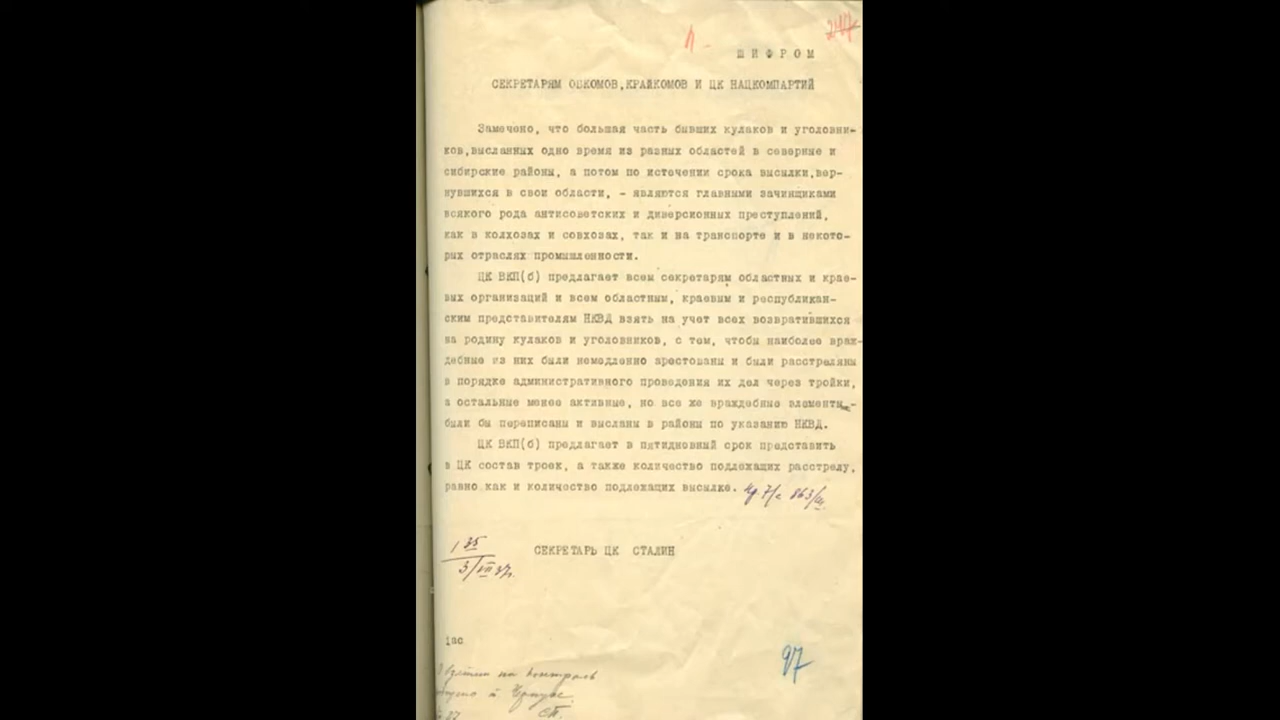 ШИФРОМ
СЕКРЕТАРЯМ ОБКОМОВ, КРАЙКОМОВ И ЦК НАЦКОМПАРТИЙ
Замечено, что большая часть бывших кулаков и уголовни-
ков, высланных одно время из разных областей в северные и
сибирские районы, а потом по истечении срока высылки, вер-
нувшихся в свои области, - являются главными зачинщиками
всякого рода антисоветских и диверсионных преступлений,
как в колхозах и совхозах, так и на транспорте и в некото-
рых отраслях промышленности.
ЦК ВКП(б) предлагает всем секретарям областных и крае-
вых организаций и всем областным, краевым и республикан-
ским представителям НКВД взять на учет всех возвратившихся
на родину кулаков и уголовников, с тем, чтобы наиболее враж-
дебные из них были немедленно арестованы и были расстреляны
в порядке административного проведения их дел через тройки,
а остальные менее активные, но все же враждебные элементы
были бы переписаны и высланы в районы по указанию НКВД.
ЦК ВКП(б) предлагает в пятидневный срок представить
в ЦК состав троек, а также количество подлежащих расстрелу,
равно как и количество подлежащих высылке.
СЕКРЕТАРЬ ЦК СТАЛИН
35
3/VII 37г.
1ас
97